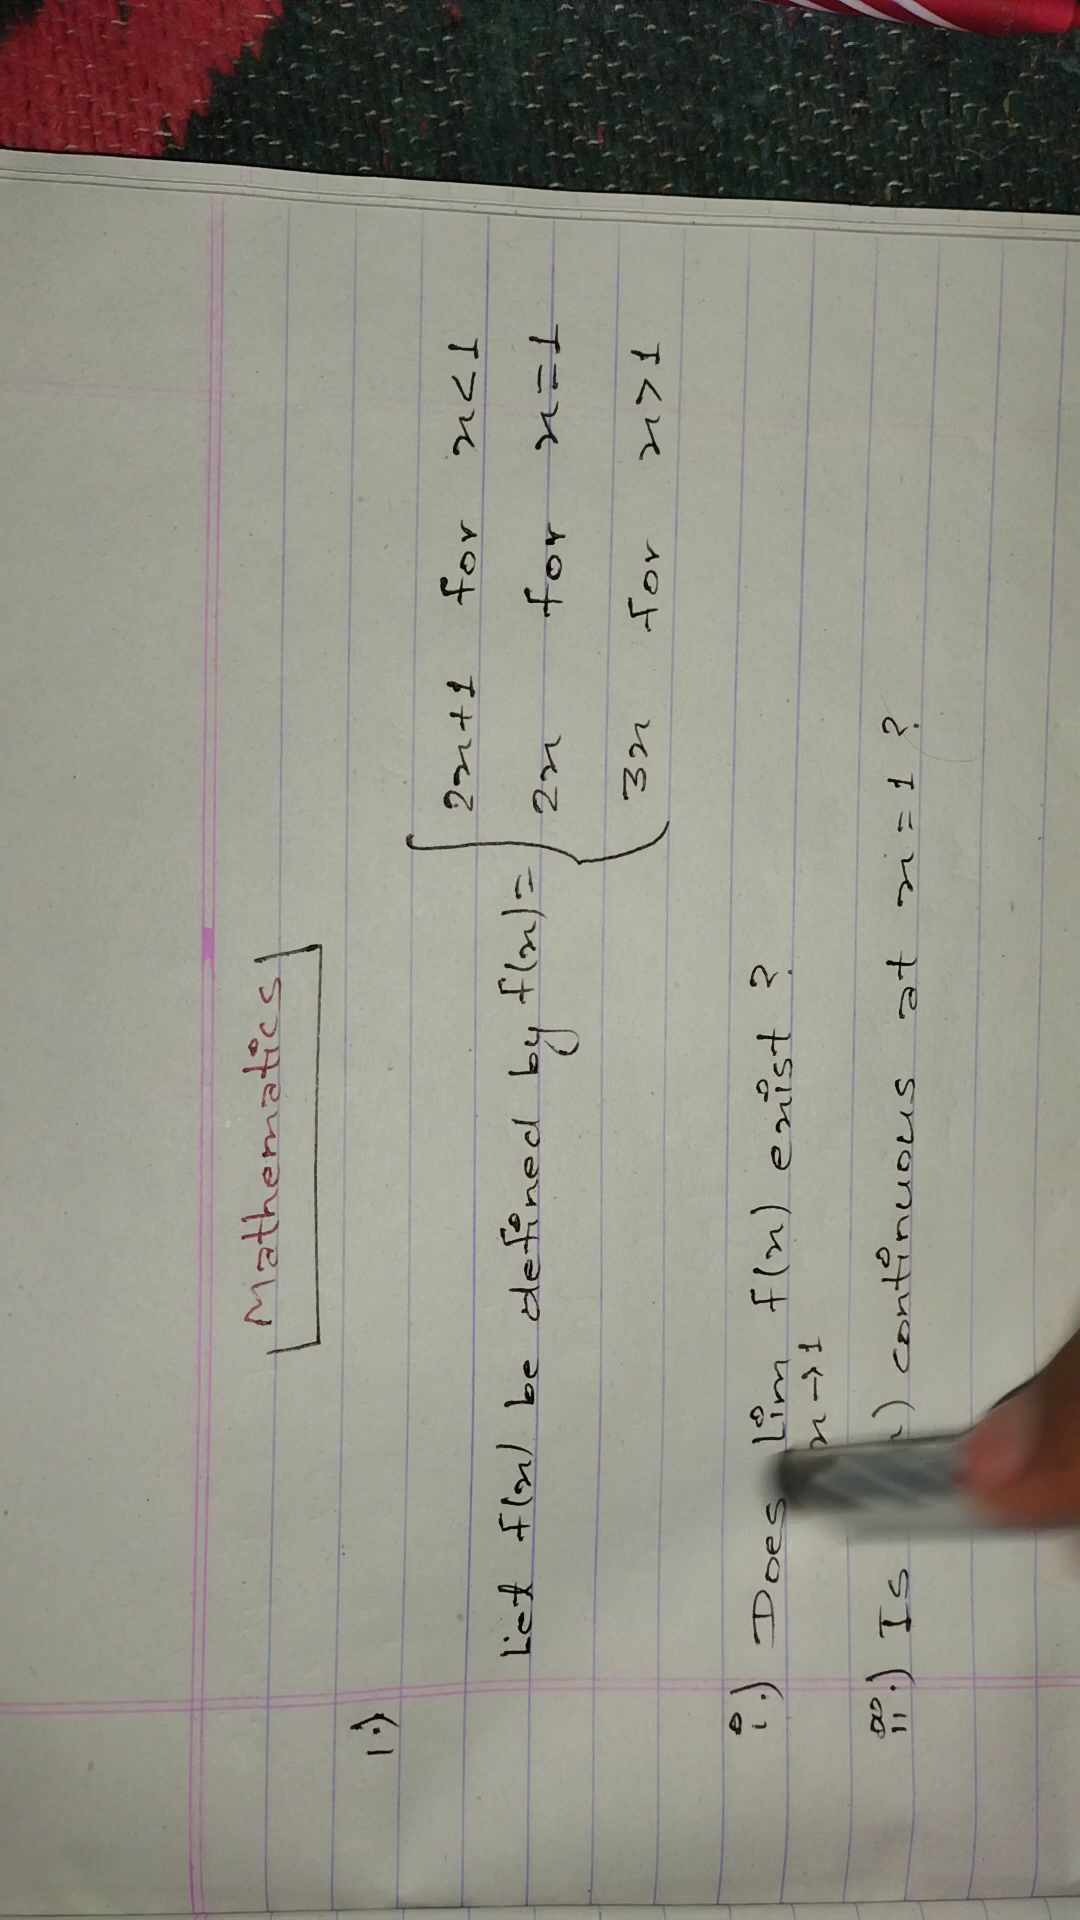 Mathematics
1.)
Let f(x) be defined by f(x) = { 2x+1 for x<1
2x for x=1
3x for x>1
i.) Does lim f(x) exist ?
x→1
ii.) Is x) continuous at x=1 ?